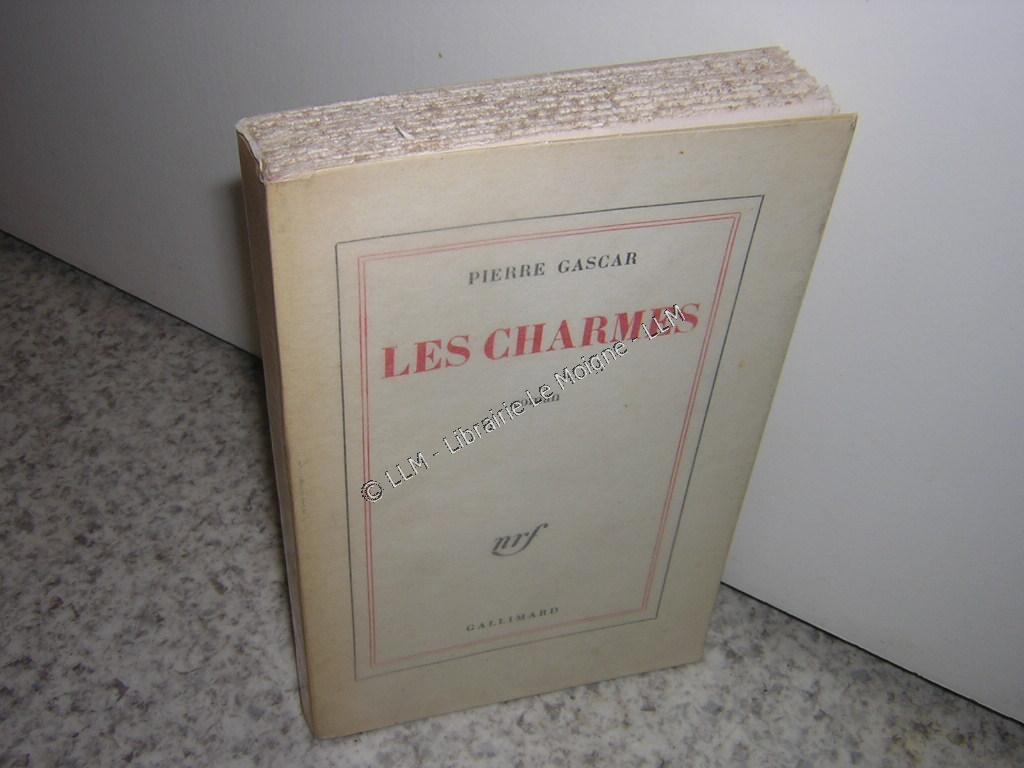 PIERRE GASCAR
LES CHARMES
© LLM - Librairie Le Moigne - LLM
nrf
GALLIMARD